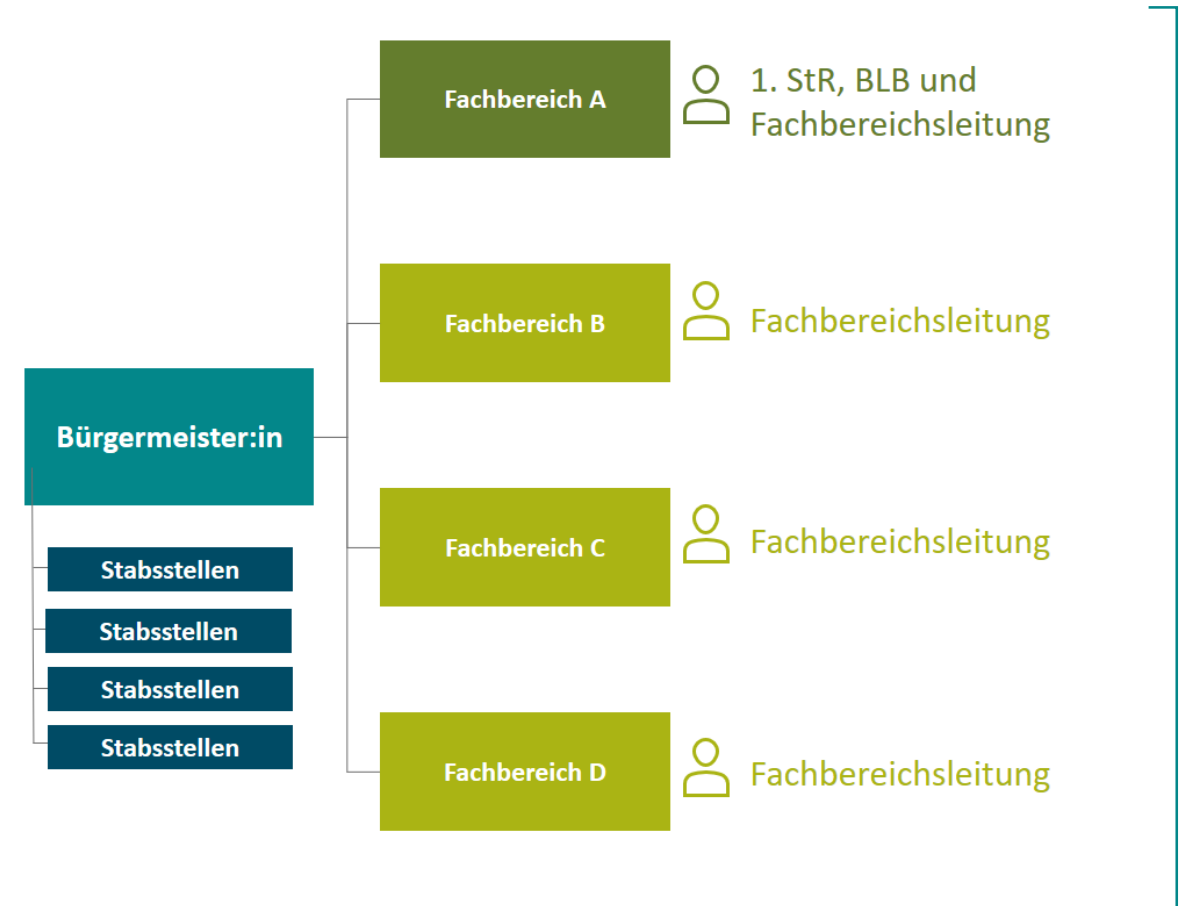 Fachbereich A
1. StR, BLB und
Fachbereichsleitung
Fachbereich B
Fachbereichsleitung
Bürgermeister:in
Stabsstellen
Stabsstellen
Stabsstellen
Stabsstellen
Fachbereich C
Fachbereichsleitung
Fachbereich D
Fachbereichsleitung